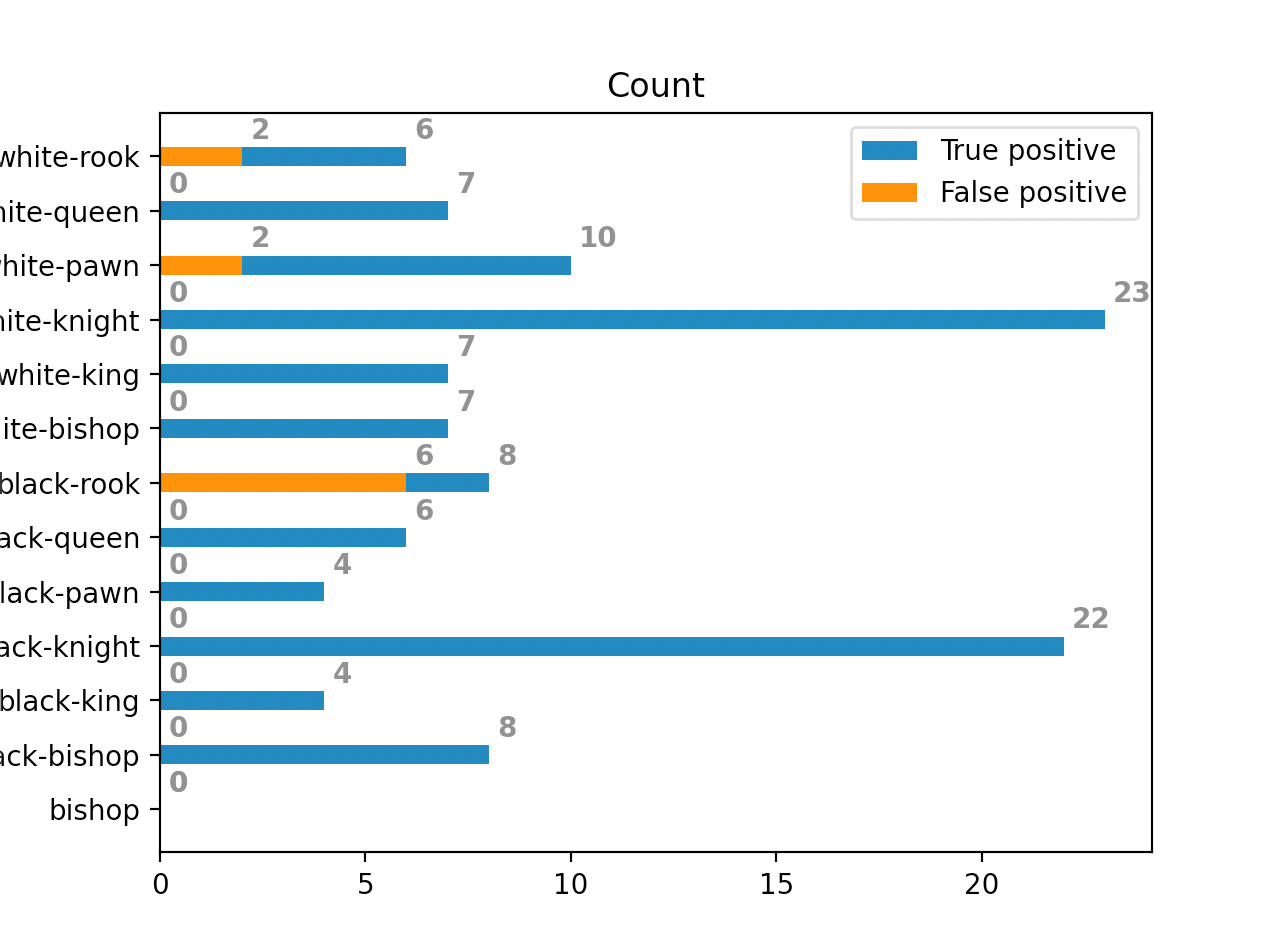 Count
2 6
white-rook
True positive
0 7
False positive
ite-queen
2 10
hite-pawn
0 23
ite-knight
0 7
white-king
0 7
ite-bishop
6 8
black-rook
0 6
ack-queen
0 4
lack-pawn
0 22
ack-knight
0 4
black-king
0 8
ack-bishop
0
bishop
0 5 10 15 20